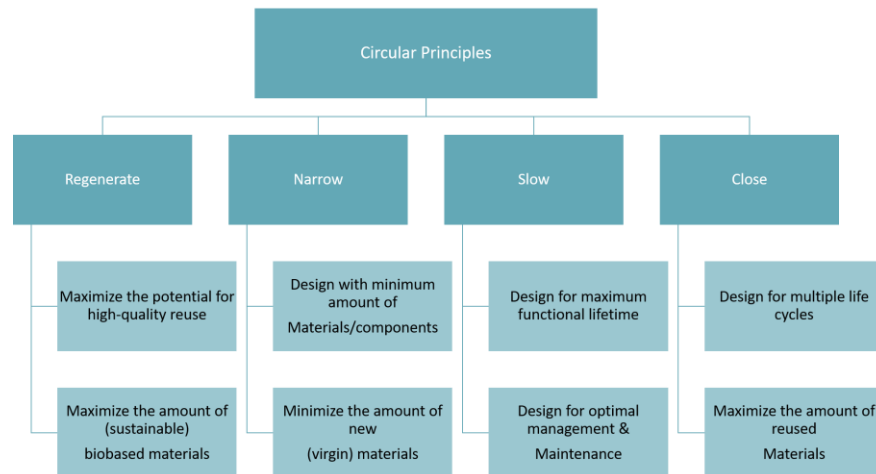 Circular Principles
Regenerate
Narrow
Slow
Close
Maximize the potential for
high-quality reuse
Design with minimum
amount of
Materials/components
Design for maximum
functional lifetime
Design for multiple life
cycles
Maximize the amount of
(sustainable)
biobased materials
Minimize the amount of
new
(virgin) materials
Design for optimal
management &
Maintenance
Maximize the amount of
reused
Materials